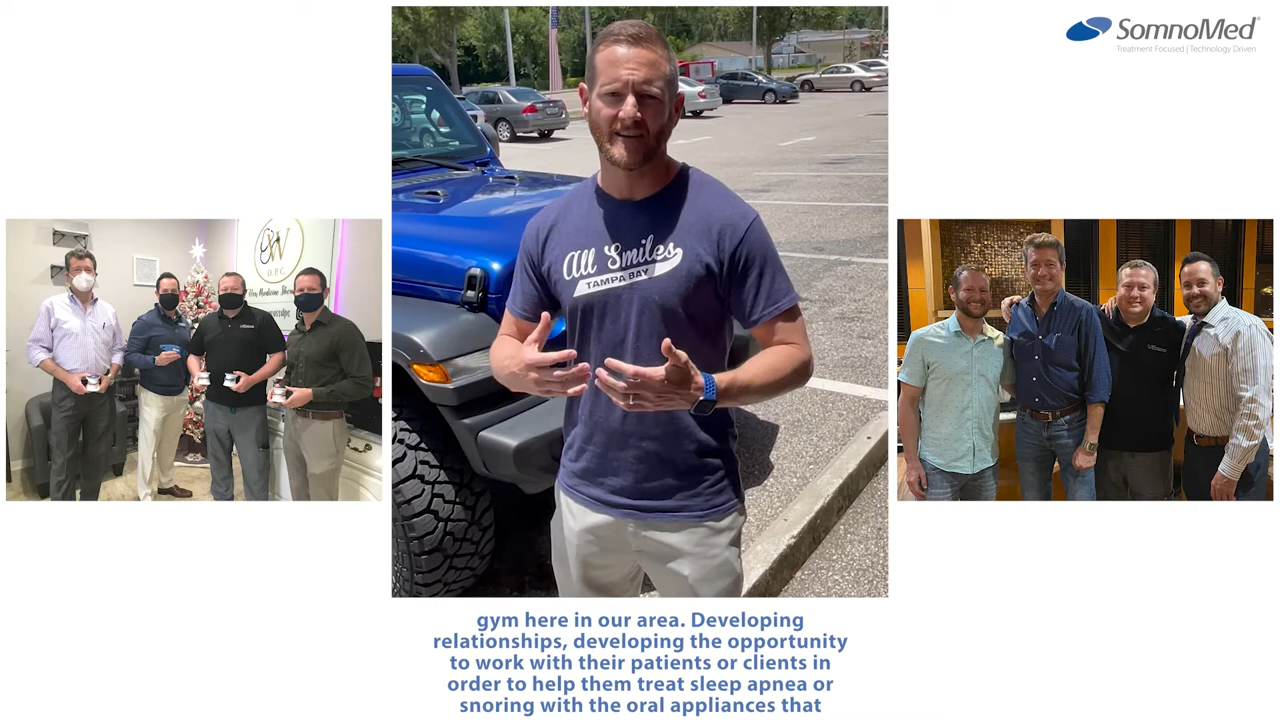 SomnoMed
Treatment Focused | Technology Driven
W
D.P.C.
All Smiles
TAMPA BAY
gym here in our area. Developing
relationships, developing the opportunity
to work with their patients or clients in
order to help them treat sleep apnea or
snoring with the oral appliances that